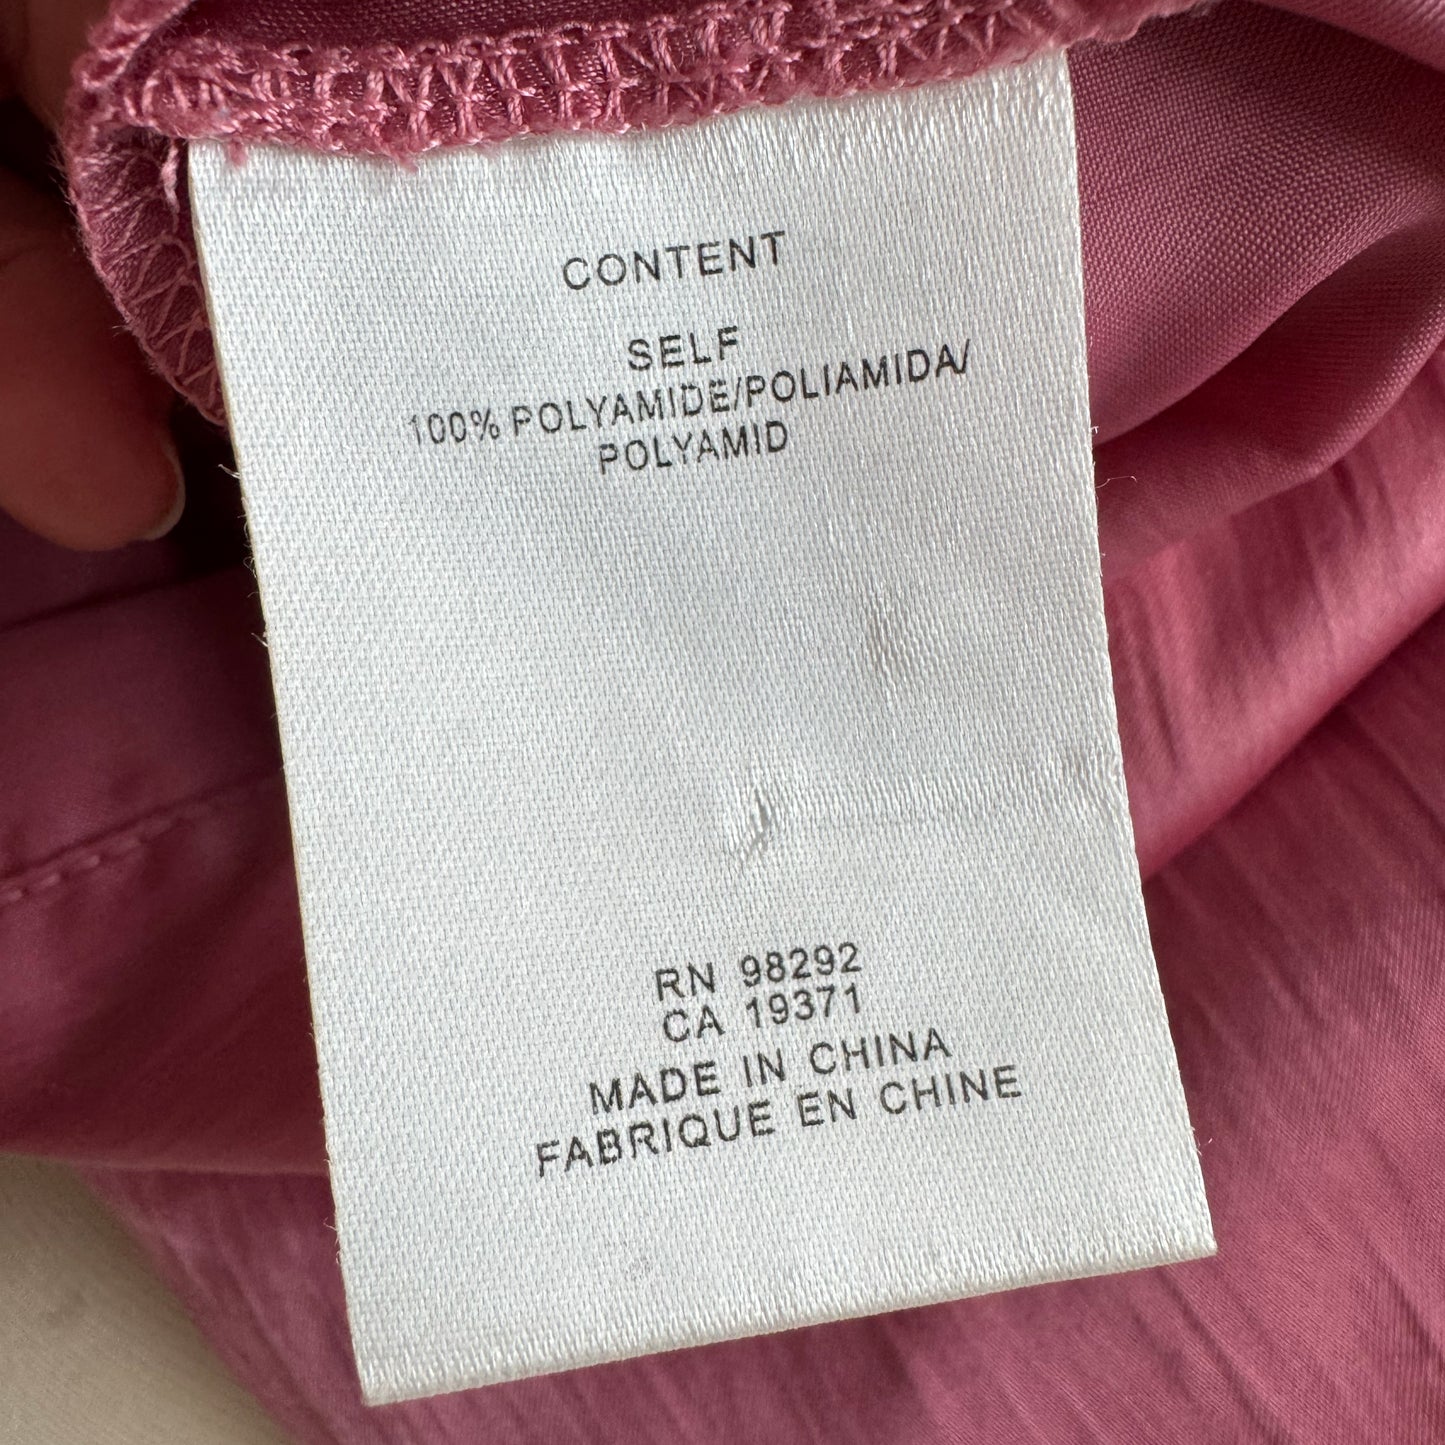 CONTENT
SELF
100% POLYAMIDE/POLIAMIDA/
POLYAMID
RN 98292
CA 19371
MADE IN CHINA
FABRIQUE EN CHINE